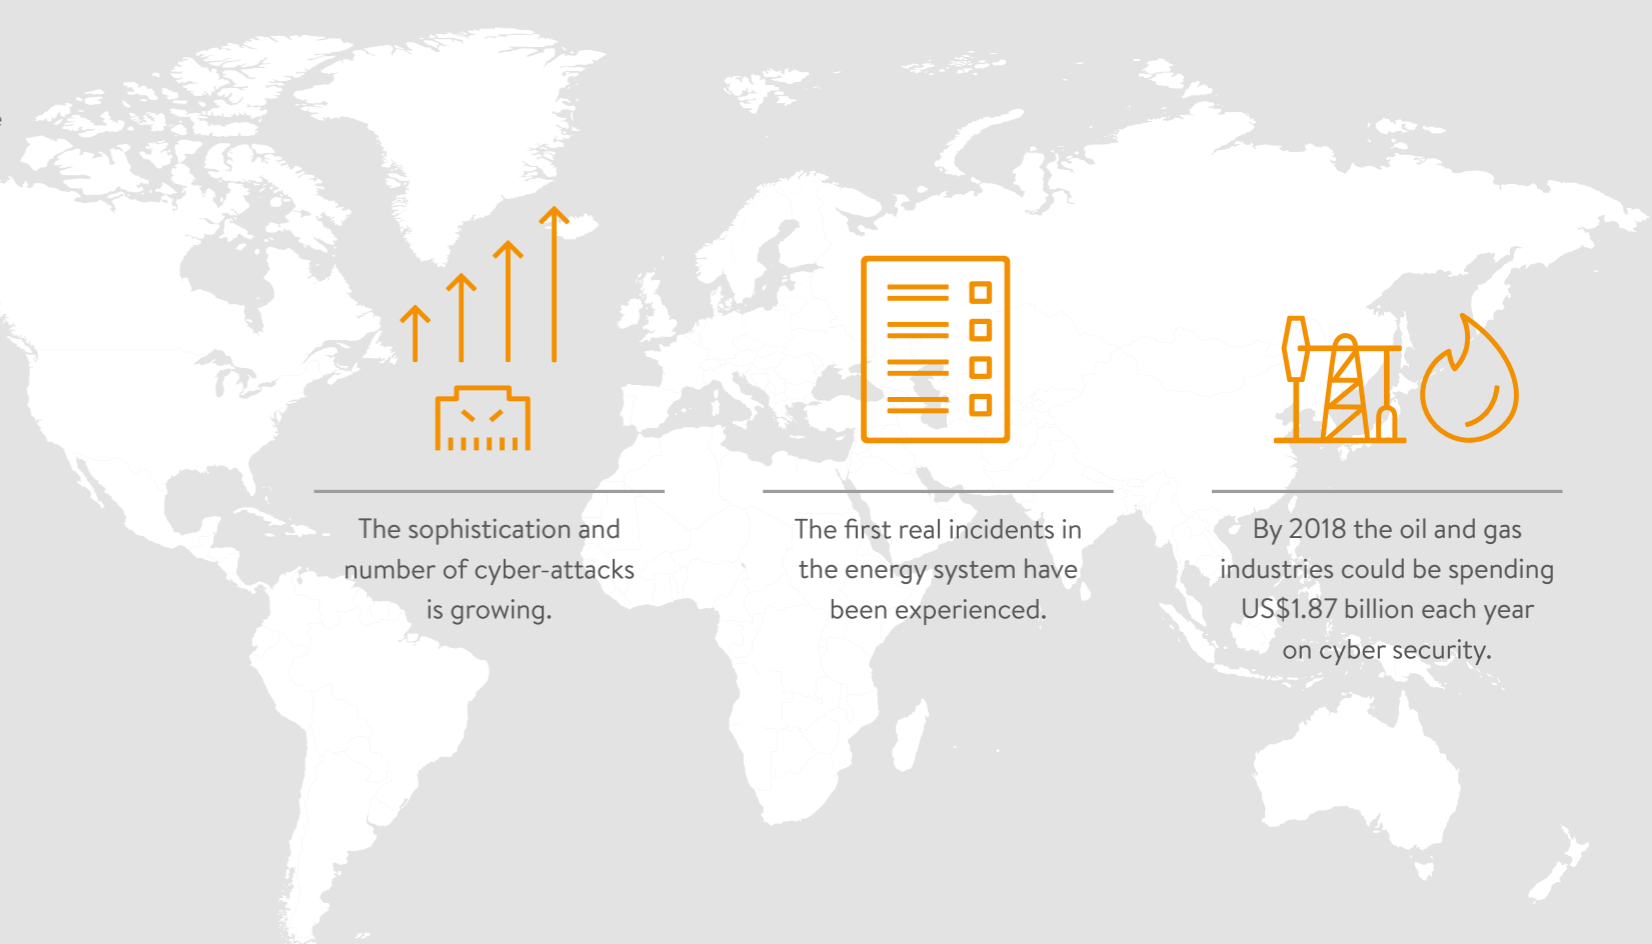 The sophistication and
number of cyber-attacks
is growing.
The first real incidents in
the energy system have
been experienced.
By 2018 the oil and gas
industries could be spending
US$1.87 billion each year
on cyber security.